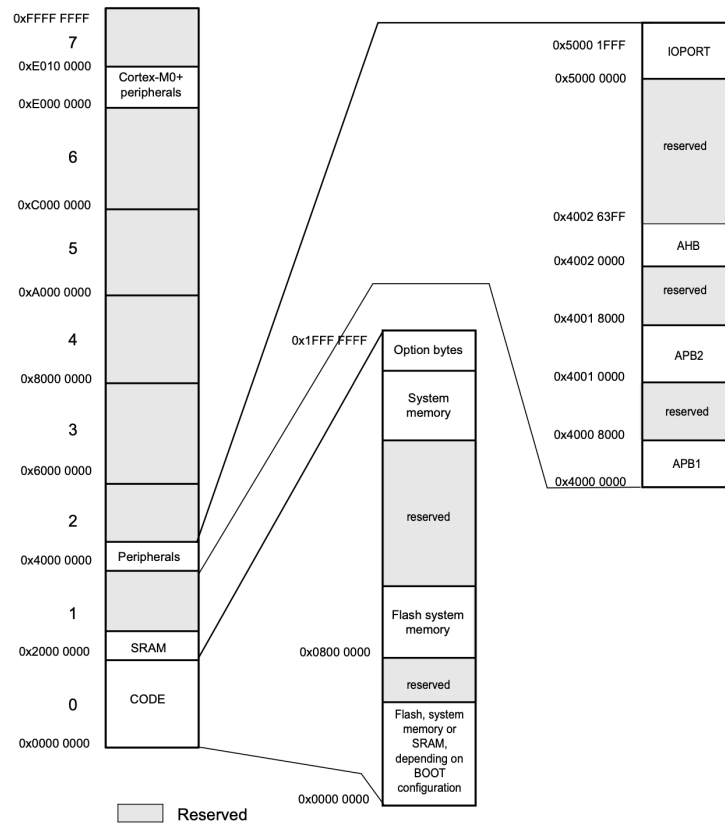 0xFFFF FFFF
7
0xE010 0000
Cortex-M0+
peripherals
0xE000 0000
6
0xC000 0000
5
0xA000 0000
4
0x8000 0000
3
0x6000 0000
2
0x4000 0000
Peripherals
1
0x2000 0000
SRAM
CODE
0
0x0000 0000
Reserved
0x1FFF FFFF
Option bytes
System
memory
reserved
Flash system
memory
0x0800 0000
reserved
Flash, system
memory or
SRAM,
depending on
BOOT
configuration
0x0000 0000
0x5000 1FFF
IOPORT
0x5000 0000
reserved
0x4002 63FF
AHB
0x4002 0000
reserved
0x4001 8000
APB2
0x4001 0000
reserved
0x4000 8000
APB1
0x4000 0000